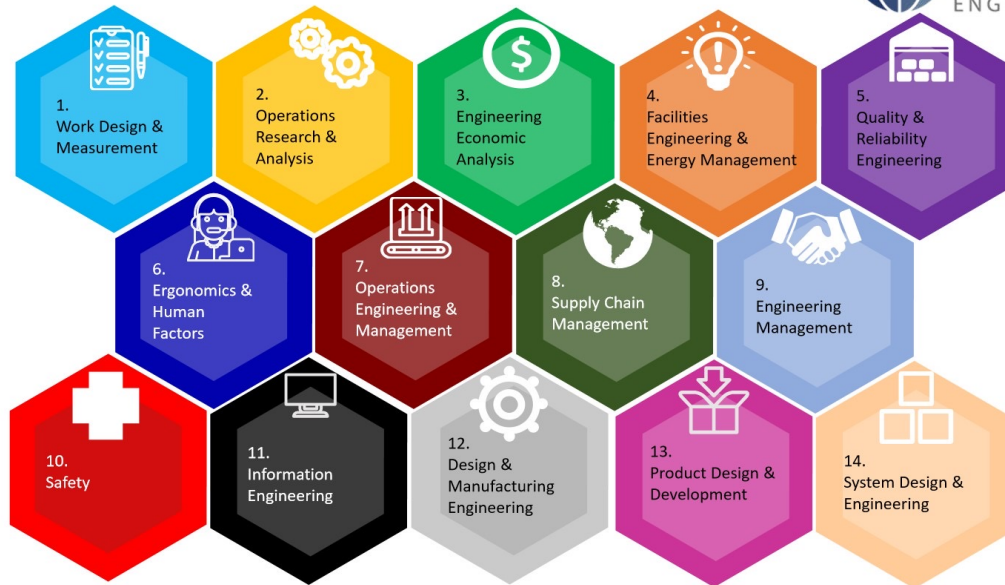 ENG
1.
Work Design &
Measurement
2.
Operations
Research &
Analysis
3.
Engineering
Economic
Analysis
4.
Facilities
Engineering &
Energy Management
5.
Quality &
Reliability
Engineering
6.
Ergonomics &
Human
Factors
7.
Operations
Engineering &
Management
8.
Supply Chain
Management
9.
Engineering
Management
10.
Safety
11.
Information
Engineering
12.
Design &
Manufacturing
Engineering
13.
Product Design &
Development
14.
System Design &
Engineering